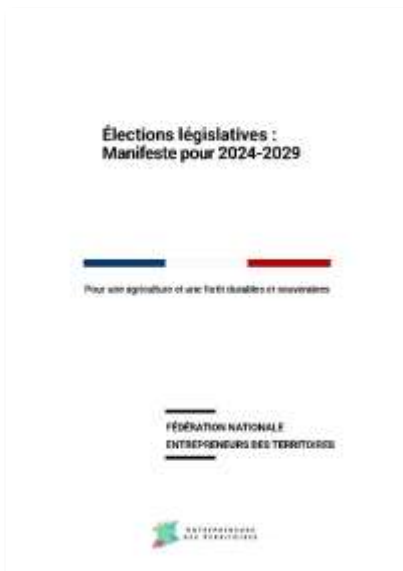 Élections législatives :
Manifeste pour 2024-2029
Pour une agriculture et une forêt durables et souveraines
FÉDÉRATION NATIONALE
ENTREPRENEURS DES TERRITOIRES
ENTREPRENEURS
DES TERRITOIRES